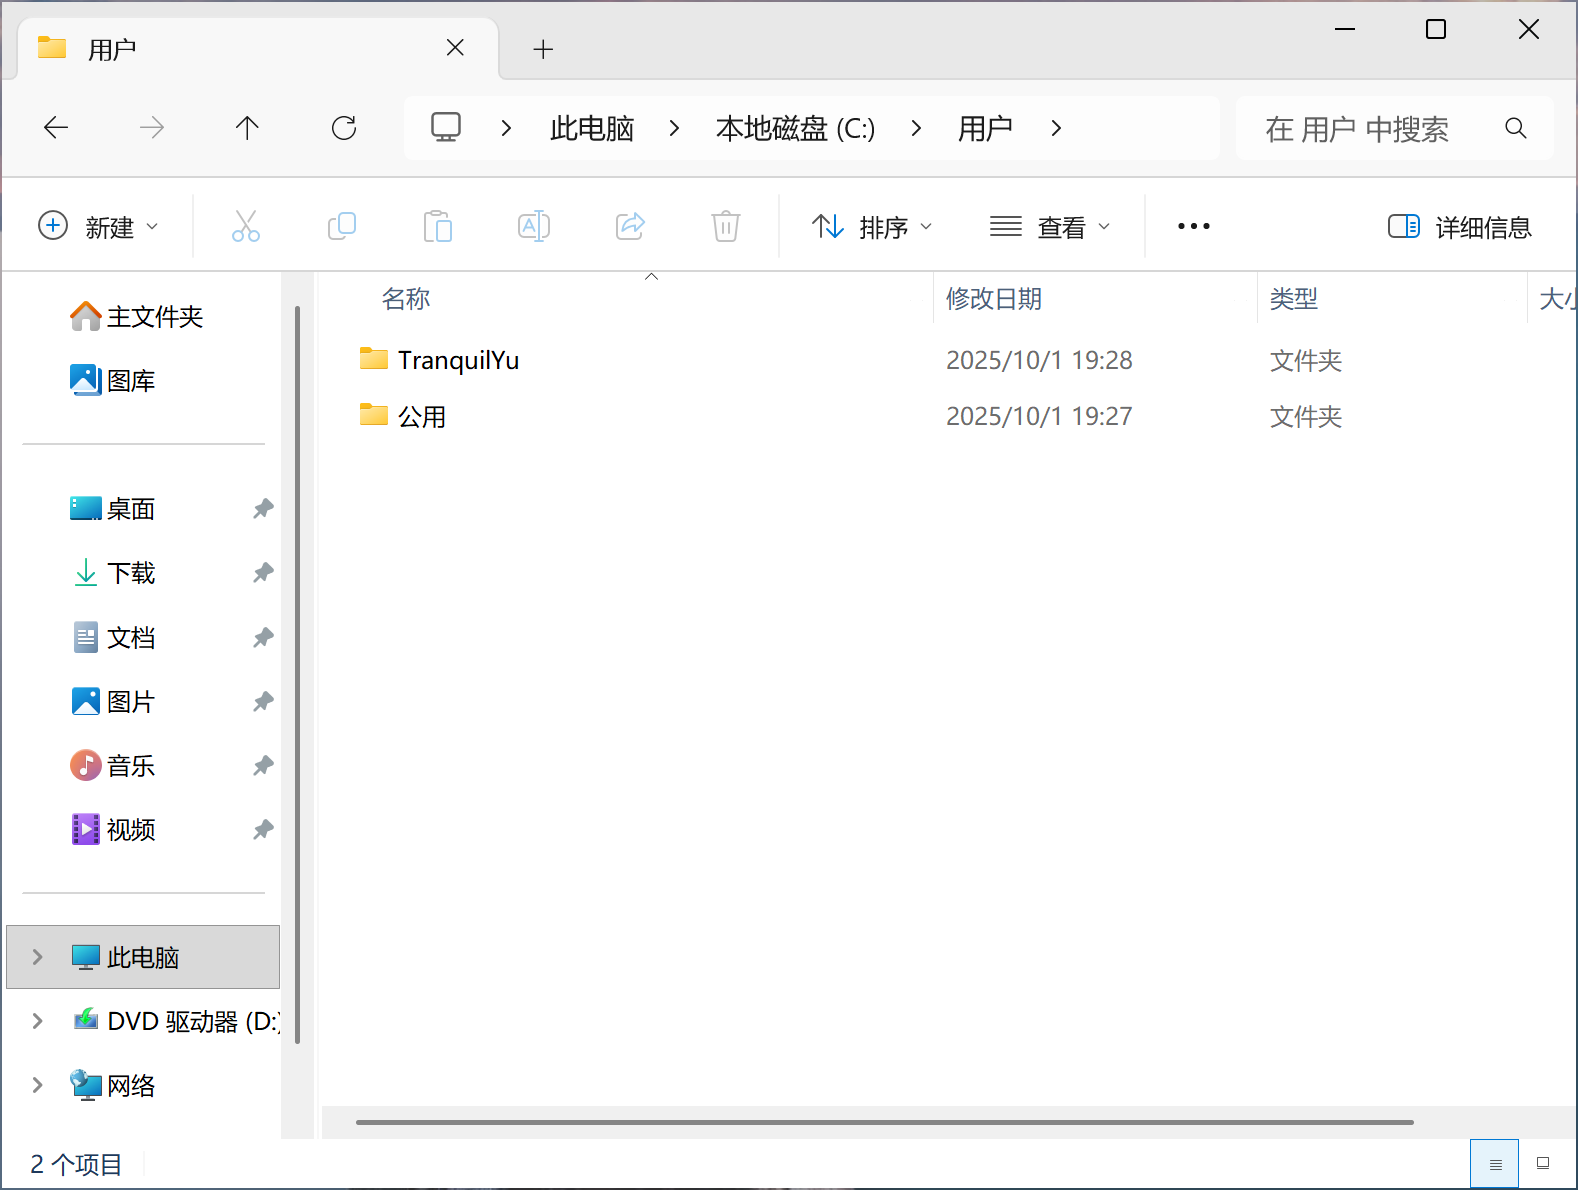 用户
此电脑 本地磁盘 (C:) 用户 在 用户 中搜索
新建 排序 查看 详细信息
名称 修改日期 类型 大小
TranquilYu 2025/10/1 19:28 文件夹
公用 2025/10/1 19:27 文件夹
主文件夹
图库
桌面
下载
文档
图片
音乐
视频
此电脑
DVD 驱动器 (D:)
网络
2 个项目